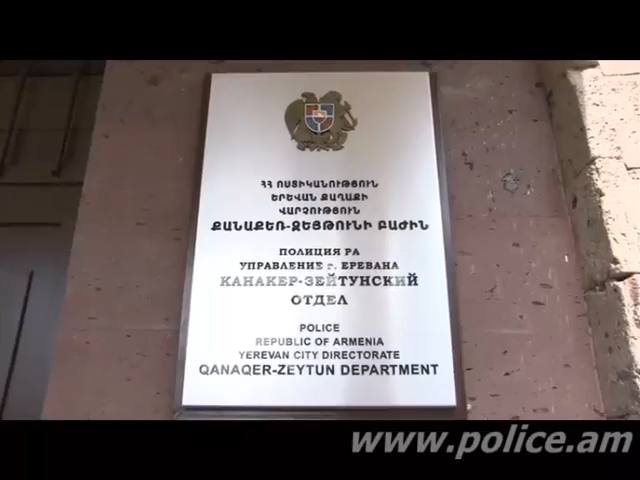 ՀՀ ՈՍՏԻԿԱՆՈՒԹՅՈՒՆ
ԵՐԵՎԱՆ ՔԱՂԱՔԻ
ՎԱՐՉՈՒԹՅՈՒՆ
ՔԱՆԱՔԵՌ-ԶԵՅԹՈՒՆԻ ԲԱԺԻՆ
ПОЛИЦИЯ РА
УПРАВЛЕНИЕ г. ЕРЕВАНА
КАНАКЕР-ЗЕЙТУНСКИЙ
ОТДЕЛ
POLICE
REPUBLIC OF ARMENIA
YEREVAN CITY DIRECTORATE
QANAQER-ZEYTUN DEPARTMENT
www.police.am